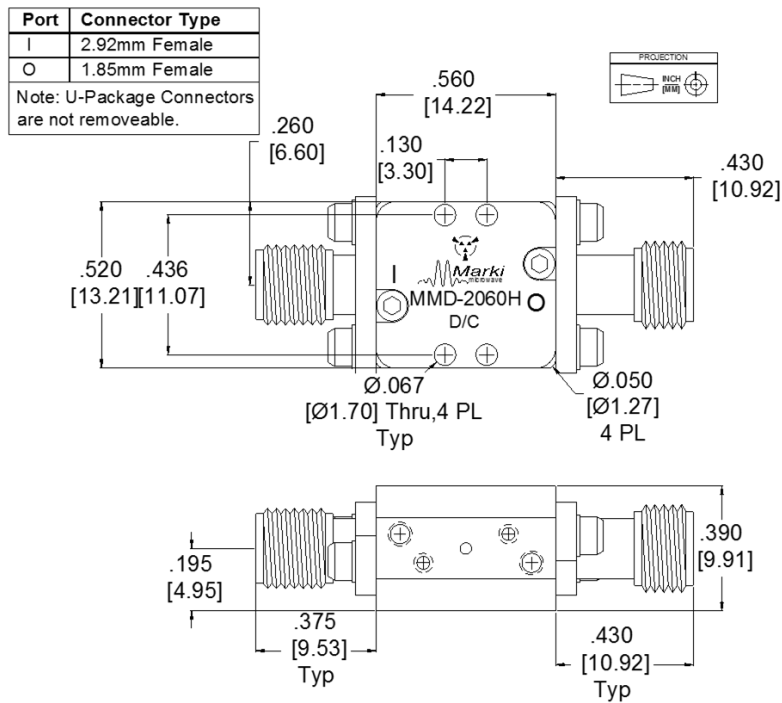 Port Connector Type
I 2.92mm Female
O 1.85mm Female
Note: U-Package Connectors
are not removeable.
PROJECTION
INCH
[MM]
.560
[14.22]
.260
[6.60]
.130
[3.30]
.430
[10.92]
.520
[13.21]
.436
[11.07]
I
Marki
microwave
MMD-2060H
O
D/C
Ø.067
[Ø1.70] Thru,4 PL
Typ
Ø.050
[Ø1.27]
4 PL
.195
[4.95]
.390
[9.91]
.375
[9.53]
Typ
.430
[10.92]
Typ